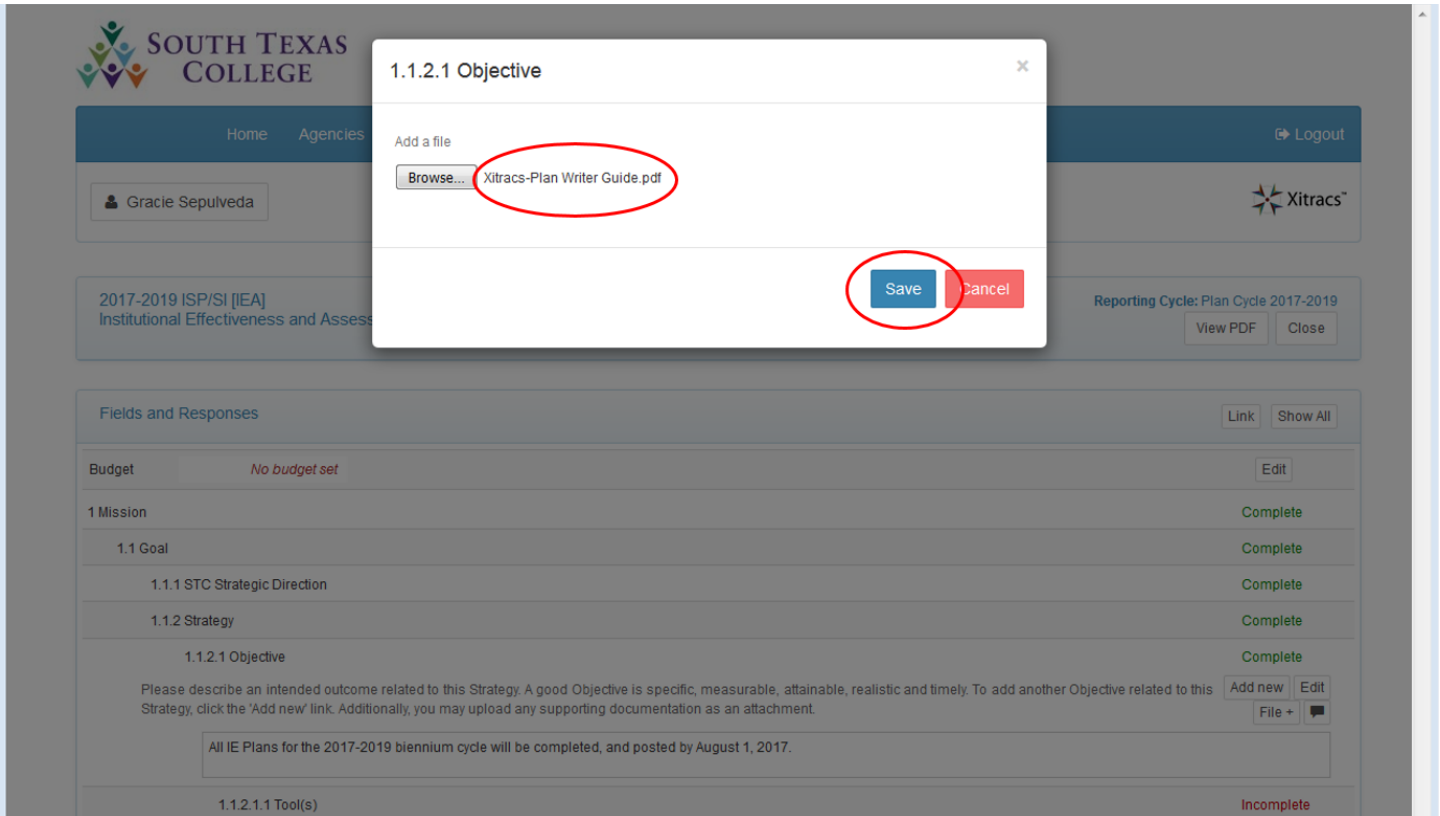 SOUTH TEXAS
COLLEGE
1.1.2.1 Objective
×
Home Agencies
Logout
Add a file
Browse... Xitracs-Plan Writer Guide.pdf
Gracie Sepulveda
Xitracs™
Save Cancel
2017-2019 ISP/SI [IEA]
Institutional Effectiveness and Assess
Reporting Cycle: Plan Cycle 2017-2019
View PDF Close
Fields and Responses
Link Show All
Budget No budget set Edit
1 Mission Complete
1.1 Goal Complete
1.1.1 STC Strategic Direction Complete
1.1.2 Strategy Complete
1.1.2.1 Objective Complete
Please describe an intended outcome related to this Strategy. A good Objective is specific, measurable, attainable, realistic and timely. To add another Objective related to this
Strategy, click the 'Add new' link. Additionally, you may upload any supporting documentation as an attachment.
Add new Edit
File +
All IE Plans for the 2017-2019 biennium cycle will be completed, and posted by August 1, 2017.
1.1.2.1.1 Tool(s) Incomplete